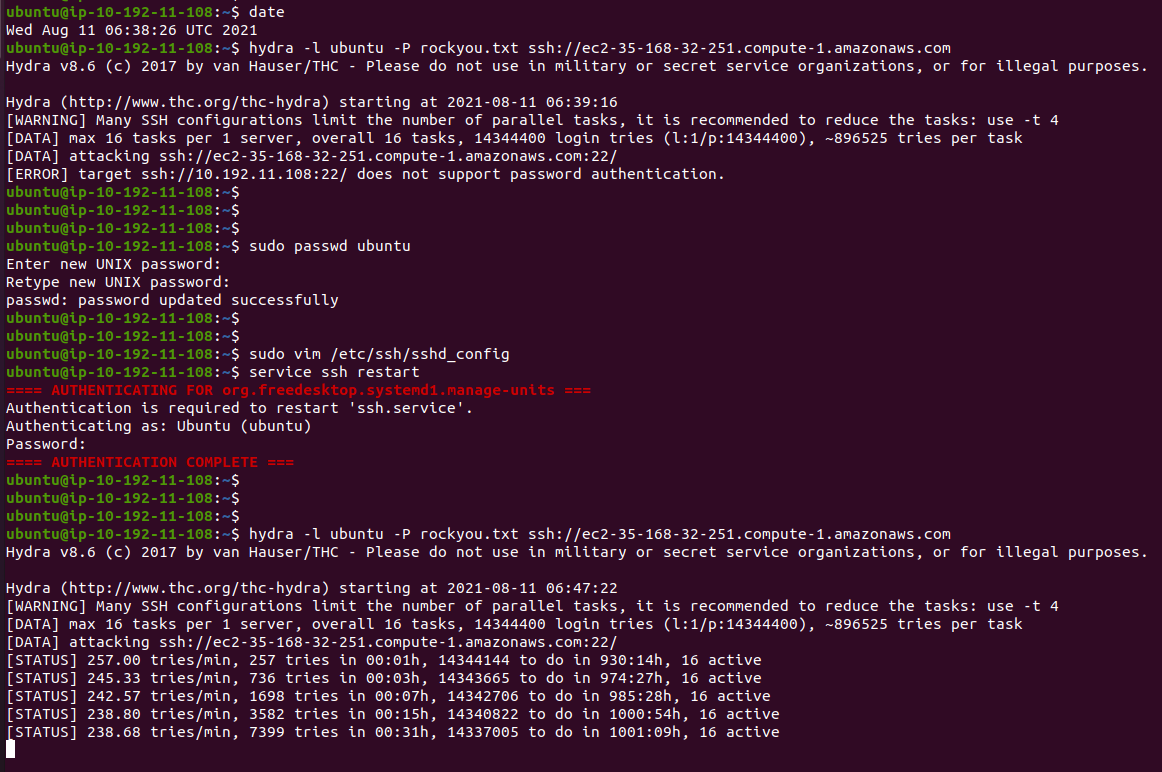 ubuntu@ip-10-192-11-108:~$ date
Wed Aug 11 06:38:26 UTC 2021
ubuntu@ip-10-192-11-108:~$ hydra -l ubuntu -P rockyou.txt ssh://ec2-35-168-32-251.compute-1.amazonaws.com
Hydra v8.6 (c) 2017 by van Hauser/THC - Please do not use in military or secret service organizations, or for illegal purposes.

Hydra (http://www.thc.org/thc-hydra) starting at 2021-08-11 06:39:16
[WARNING] Many SSH configurations limit the number of parallel tasks, it is recommended to reduce the tasks: use -t 4
[DATA] max 16 tasks per 1 server, overall 16 tasks, 14344400 login tries (l:1/p:14344400), ~896525 tries per task
[DATA] attacking ssh://ec2-35-168-32-251.compute-1.amazonaws.com:22/
[ERROR] target ssh://10.192.11.108:22/ does not support password authentication.
ubuntu@ip-10-192-11-108:~$
ubuntu@ip-10-192-11-108:~$
ubuntu@ip-10-192-11-108:~$
ubuntu@ip-10-192-11-108:~$ sudo passwd ubuntu
Enter new UNIX password:
Retype new UNIX password:
passwd: password updated successfully
ubuntu@ip-10-192-11-108:~$
ubuntu@ip-10-192-11-108:~$
ubuntu@ip-10-192-11-108:~$ sudo vim /etc/ssh/sshd_config
ubuntu@ip-10-192-11-108:~$ service ssh restart
==== AUTHENTICATING FOR org.freedesktop.systemd1.manage-units ===
Authentication is required to restart 'ssh.service'.
Authenticating as: Ubuntu (ubuntu)
Password:
==== AUTHENTICATION COMPLETE ===
ubuntu@ip-10-192-11-108:~$
ubuntu@ip-10-192-11-108:~$
ubuntu@ip-10-192-11-108:~$
ubuntu@ip-10-192-11-108:~$ hydra -l ubuntu -P rockyou.txt ssh://ec2-35-168-32-251.compute-1.amazonaws.com
Hydra v8.6 (c) 2017 by van Hauser/THC - Please do not use in military or secret service organizations, or for illegal purposes.

Hydra (http://www.thc.org/thc-hydra) starting at 2021-08-11 06:47:22
[WARNING] Many SSH configurations limit the number of parallel tasks, it is recommended to reduce the tasks: use -t 4
[DATA] max 16 tasks per 1 server, overall 16 tasks, 14344400 login tries (l:1/p:14344400), ~896525 tries per task
[DATA] attacking ssh://ec2-35-168-32-251.compute-1.amazonaws.com:22/
[STATUS] 257.00 tries/min, 257 tries in 00:01h, 14344144 to do in 930:14h, 16 active
[STATUS] 245.33 tries/min, 736 tries in 00:03h, 14343665 to do in 974:27h, 16 active
[STATUS] 242.57 tries/min, 1698 tries in 00:07h, 14342706 to do in 985:28h, 16 active
[STATUS] 238.80 tries/min, 3582 tries in 00:15h, 14340822 to do in 1000:54h, 16 active
[STATUS] 238.68 tries/min, 7399 tries in 00:31h, 14337005 to do in 1001:09h, 16 active